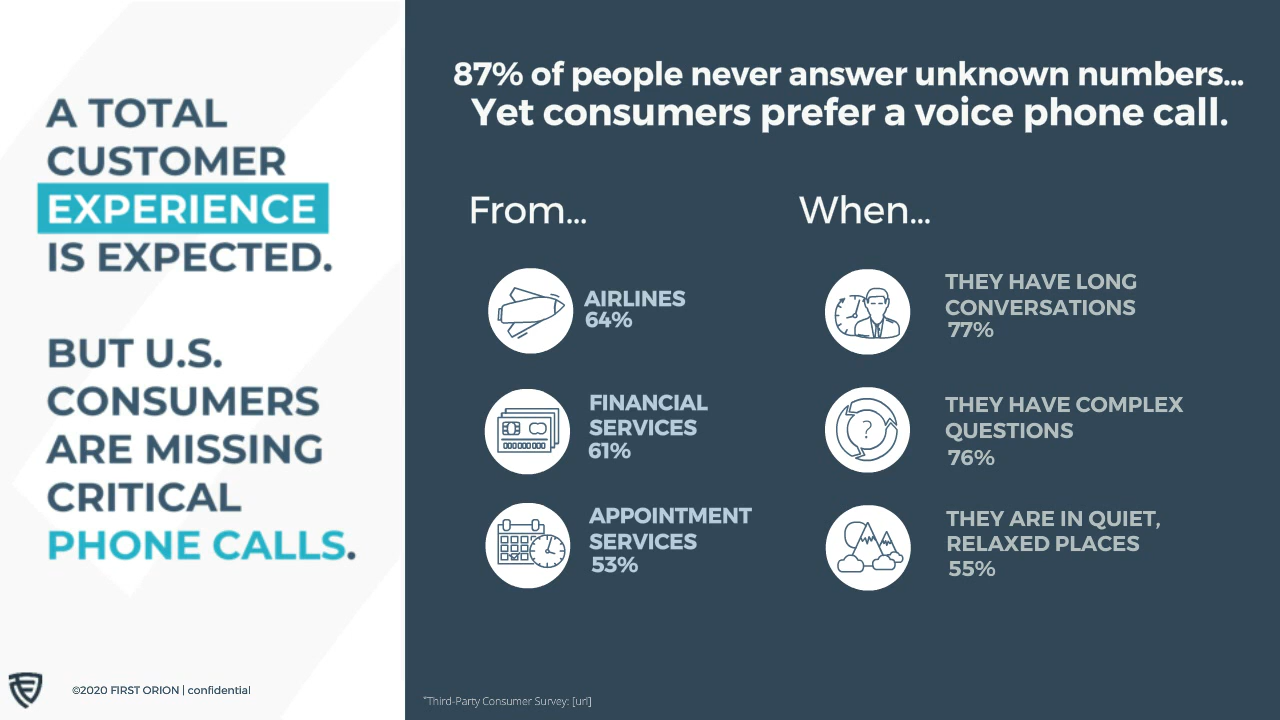 A TOTAL
CUSTOMER
EXPERIENCE
IS EXPECTED.
BUT U.S.
CONSUMERS
ARE MISSING
CRITICAL
PHONE CALLS.
©2020 FIRST ORION | confidential
87% of people never answer unknown numbers...
Yet consumers prefer a voice phone call.
From...
AIRLINES
64%
FINANCIAL
SERVICES
61%
APPOINTMENT
SERVICES
53%
When...
THEY HAVE LONG
CONVERSATIONS
77%
?
THEY HAVE COMPLEX
QUESTIONS
76%
THEY ARE IN QUIET,
RELAXED PLACES
55%
*Third-Party Consumer Survey: [url]